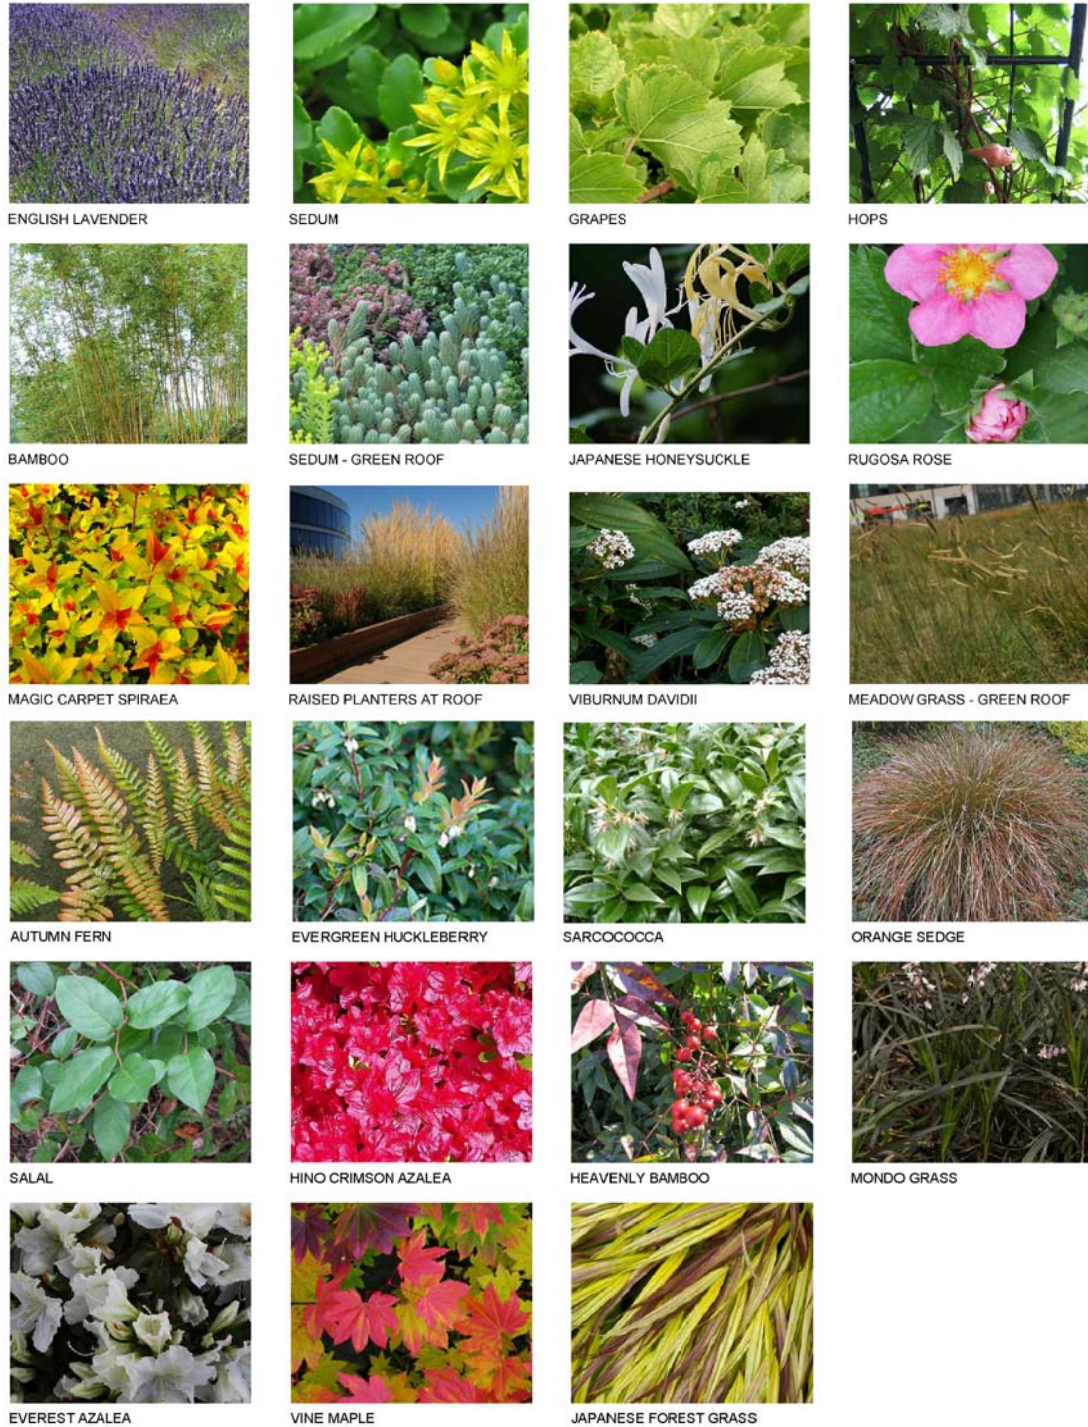 ENGLISH LAVENDER
SEDUM
GRAPES
HOPS
BAMBOO
SEDUM - GREEN ROOF
JAPANESE HONEYSUCKLE
RUGOSA ROSE
MAGIC CARPET SPIRAEA
RAISED PLANTERS AT ROOF
VIBURNUM DAVIDII
MEADOW GRASS - GREEN ROOF
AUTUMN FERN
EVERGREEN HUCKLEBERRY
SARCOCOCCA
ORANGE SEDGE
SALAL
HINO CRIMSON AZALEA
HEAVENLY BAMBOO
MONDO GRASS
EVEREST AZALEA
VINE MAPLE
JAPANESE FOREST GRASS